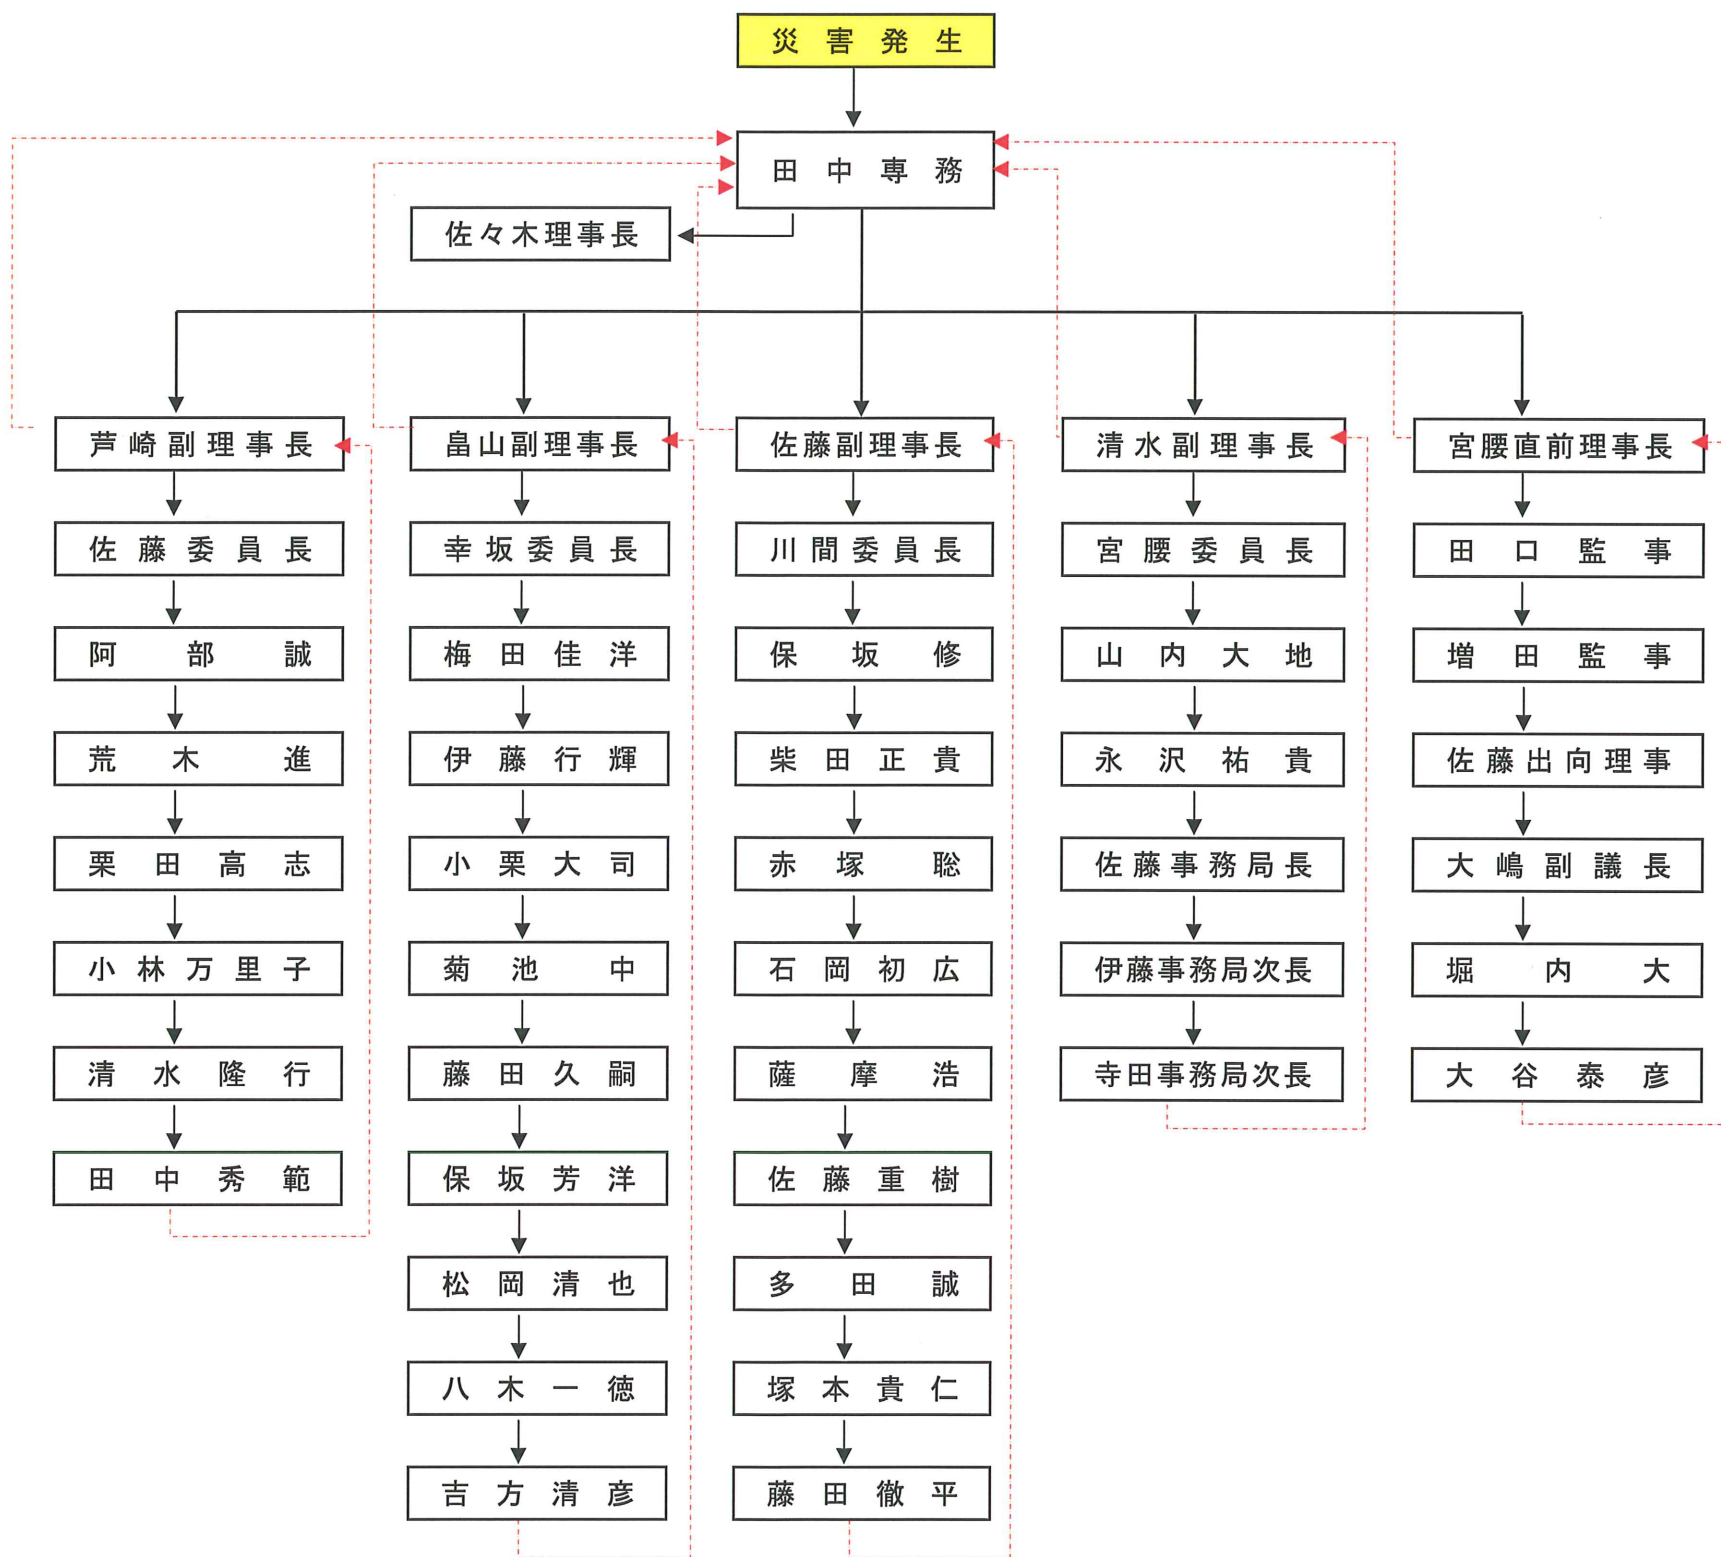 災害発生
田中専務
佐々木理事長
芦崎副理事長
佐藤委員長
阿部誠
荒木進
栗田高志
小林万里子
清水隆行
田中秀範
畠山副理事長
幸坂委員長
梅田佳洋
伊藤行輝
小栗大司
菊池中
藤田久嗣
保坂芳洋
松岡清也
八木一徳
吉方清彦
佐藤副理事長
川間委員長
保坂修
柴田正貴
赤塚聡
石岡初広
薩摩浩
佐藤重樹
多田誠
塚本貴仁
藤田徹平
清水副理事長
宮腰委員長
山内大地
永沢祐貴
佐藤事務局長
伊藤事務局次長
寺田事務局次長
宮腰直前理事長
田口監事
増田監事
佐藤出向理事
大嶋副議長
堀内大
大谷泰彦